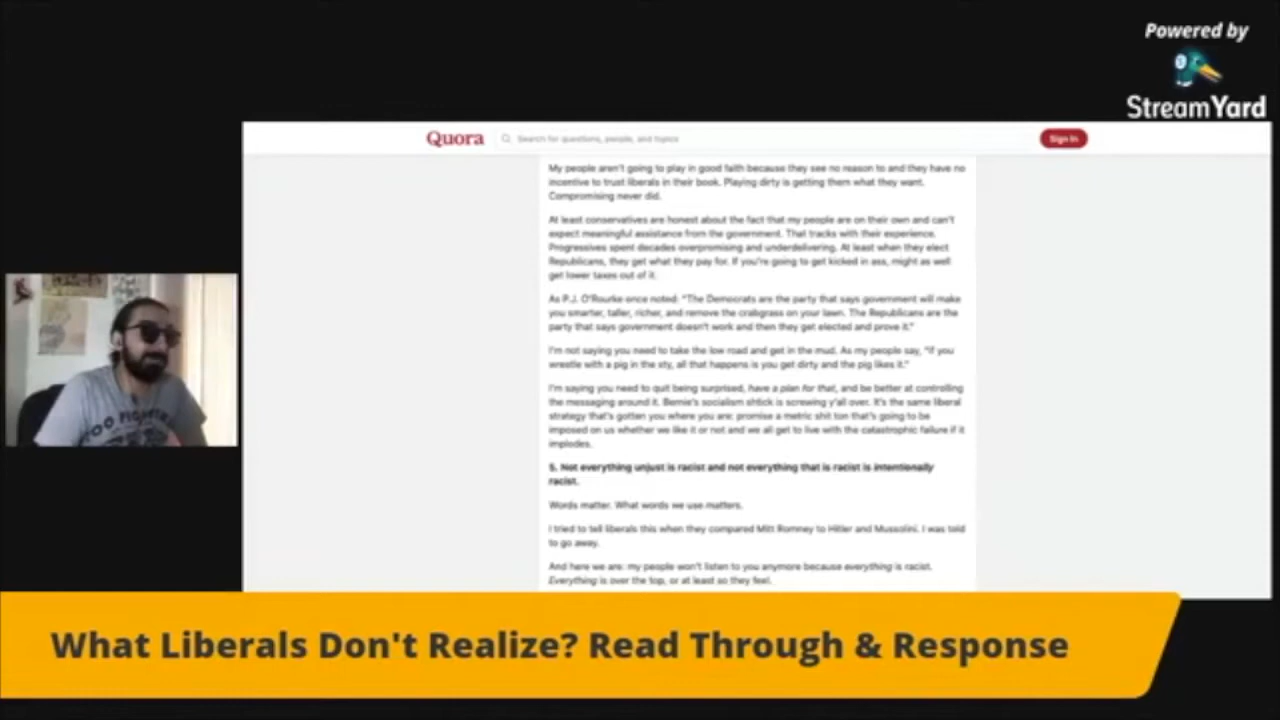 Powered by
StreamYard
Quora
Search for questions, people, and topics
Sign In
My people aren't going to play in good faith because they see no reason to and they have no
incentive to trust liberals in their book. Playing dirty is getting them what they want.
Compromising never did.
At least conservatives are honest about the fact that my people are on their own and can't
expect meaningful assistance from the government. That tracks with their experience.
Progressives spent decades overpromising and underdelivering. At least when they elect
Republicans, they get what they pay for. If you're going to get kicked in ass, might as well
get lower taxes out of it.
As P.J. O'Rourke once noted: "The Democrats are the party that says government will make
you smarter, taller, richer, and remove the crabgrass on your lawn. The Republicans are the
party that says government doesn't work and then they get elected and prove it."
I'm not saying you need to take the low road and get in the mud. As my people say, "if you
wrestle with a pig in the sty, all that happens is you get dirty and the pig likes it."
I'm saying you need to quit being surprised, have a plan for that, and be better at controlling
the messaging around it. Bernie's socialism shtick is screwing y'all over. It's the same liberal
strategy that's gotten you where you are: promise a metric shit ton that's going to be
imposed on us whether we like it or not and we all get to live with the catastrophic failure if it
implodes.
5. Not everything unjust is racist and not everything that is racist is intentionally
racist.
Words matter. What words we use matters.
I tried to tell liberals this when they compared Mitt Romney to Hitler and Mussolini. I was told
to go away.
And here we are: my people won't listen to you anymore because everything is racist.
Everything is over the top, or at least so they feel.
FOO FIGHTERS
What Liberals Don't Realize? Read Through & Response